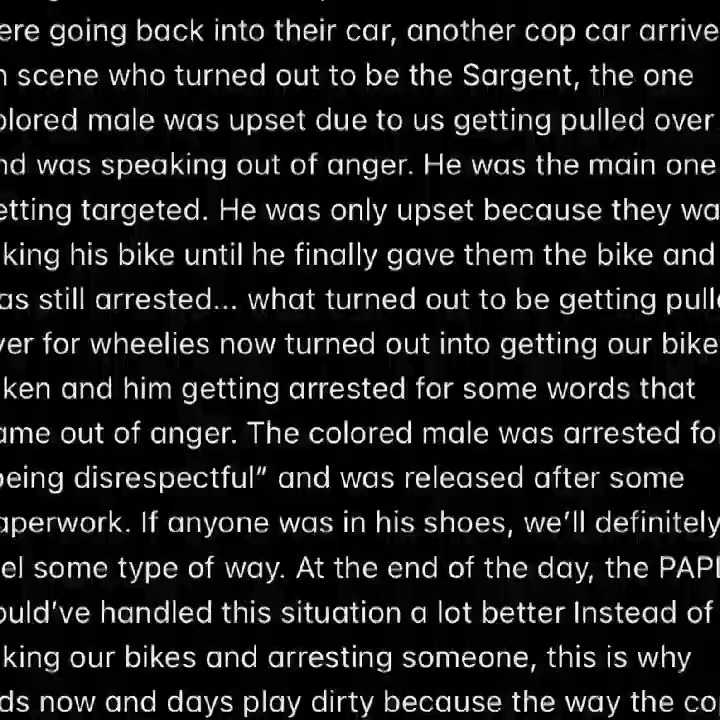 ere going back into their car, another cop car arrive
n scene who turned out to be the Sargent, the one
olored male was upset due to us getting pulled over
nd was speaking out of anger. He was the main one
etting targeted. He was only upset because they wa
king his bike until he finally gave them the bike and
as still arrested... what turned out to be getting pull
ver for wheelies now turned out into getting our bike
ken and him getting arrested for some words that
ame out of anger. The colored male was arrested fo
being disrespectful” and was released after some
aperwork. If anyone was in his shoes, we’ll definitely
el some type of way. At the end of the day, the PAP
ould’ve handled this situation a lot better Instead of
king our bikes and arresting someone, this is why
ds now and days play dirty because the way the co